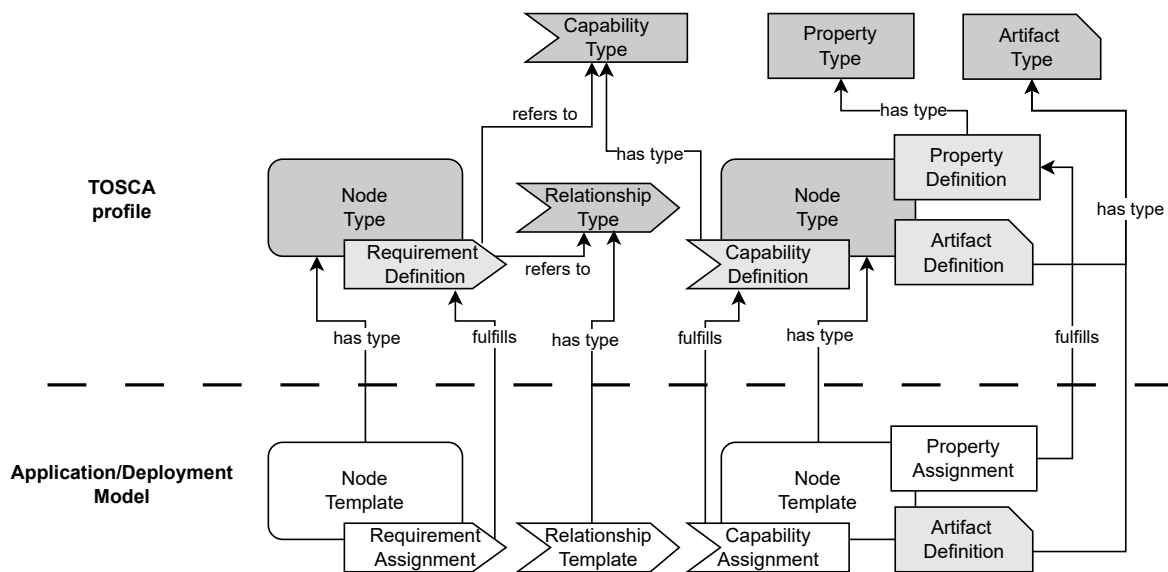 Capability
Type
Property
Type
Artifact
Type
refers to
has type
has type
TOSCA
profile
Node
Type
Relationship
Type
Node
Type
Property
Definition
has type
Requirement
Definition
refers to
Capability
Definition
Artifact
Definition
has type
fulfills
has type
fulfills
has type
fulfills
Application/Deployment
Model
Node
Template
Node
Template
Property
Assignment
Requirement
Assignment
Relationship
Template
Capability
Assignment
Artifact
Definition